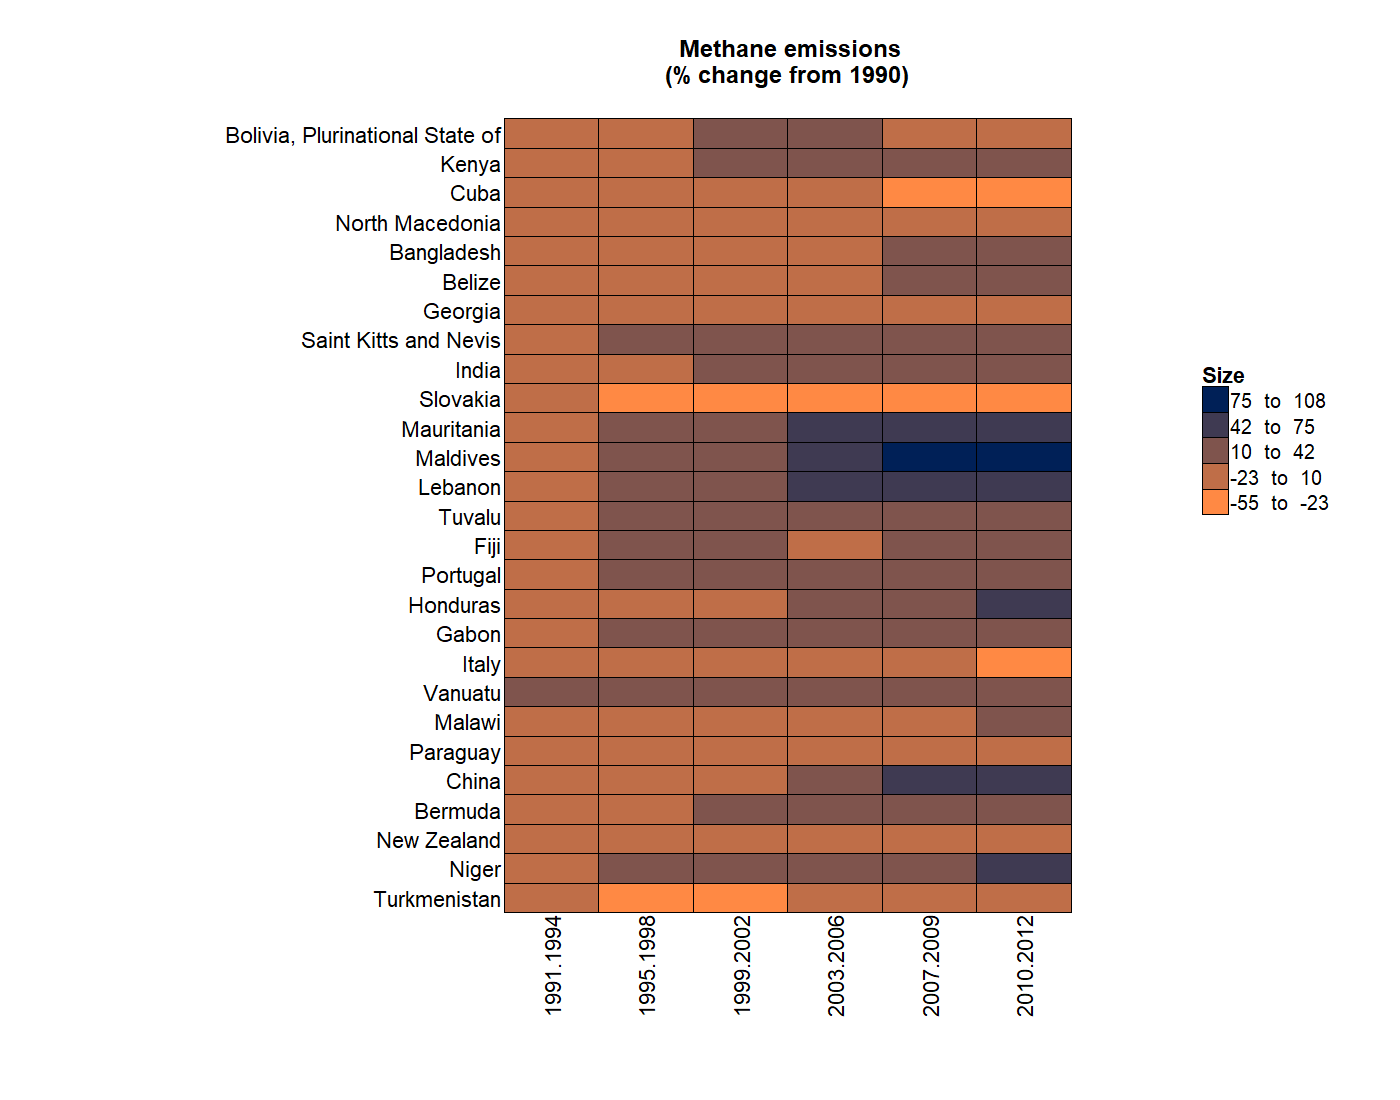 Methane emissions
(% change from 1990)
Bolivia, Plurinational State of
Kenya
Cuba
North Macedonia
Bangladesh
Belize
Georgia
Saint Kitts and Nevis
India
Slovakia
Mauritania
Maldives
Lebanon
Tuvalu
Fiji
Portugal
Honduras
Gabon
Italy
Vanuatu
Malawi
Paraguay
China
Bermuda
New Zealand
Niger
Turkmenistan
1991.1994
1995.1998
1999.2002
2003.2006
2007.2009
2010.2012
Size
75 to 108
42 to 75
10 to 42
-23 to 10
-55 to -23